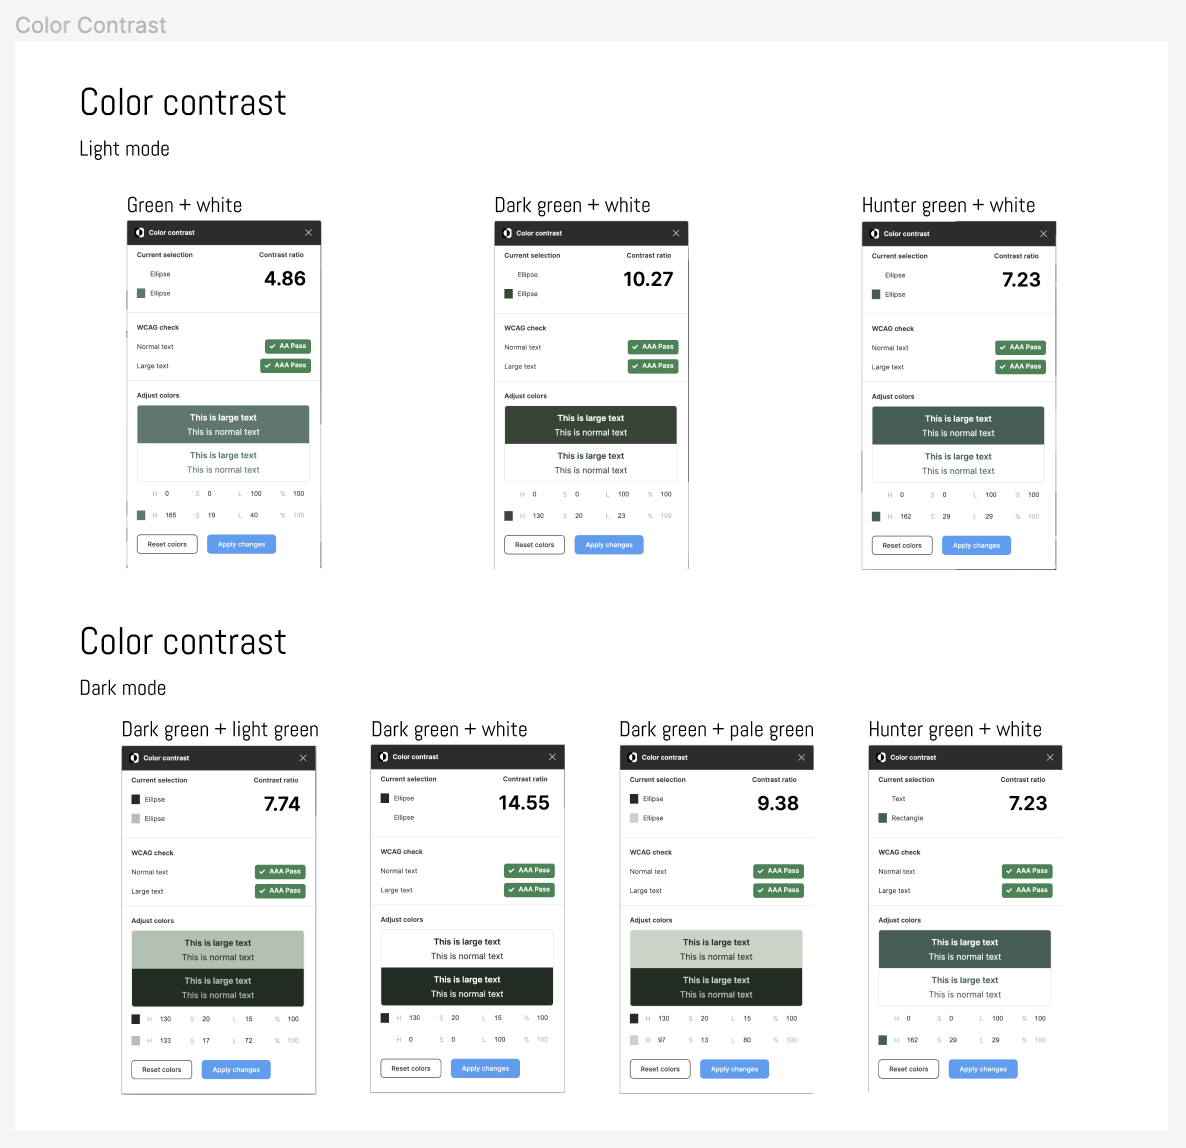 Color Contrast
Color contrast
Light mode
Green + white
Color contrast
Current selection Contrast ratio
Ellipse 4.86
Ellipse
WCAG check
Normal text AA Pass
Large text AAA Pass
Adjust colors
This is large text
This is normal text
This is large text
This is normal text
H 0 S 0 L 100 % 100
H 165 S 19 L 40 % 100
Reset colors Apply changes
Dark green + white
Color contrast
Current selection Contrast ratio
Ellipse 10.27
Ellipse
WCAG check
Normal text AAA Pass
Large text AAA Pass
Adjust colors
This is large text
This is normal text
This is large text
This is normal text
H 0 S 0 L 100 % 100
H 130 S 20 L 23 % 100
Reset colors Apply changes
Hunter green + white
Color contrast
Current selection Contrast ratio
Ellipse 7.23
Ellipse
WCAG check
Normal text AAA Pass
Large text AAA Pass
Adjust colors
This is large text
This is normal text
This is large text
This is normal text
H 0 S 0 L 100 % 100
H 162 S 29 L 29 % 100
Reset colors Apply changes
Color contrast
Dark mode
Dark green + light green
Color contrast
Current selection Contrast ratio
Ellipse 7.74
Ellipse
WCAG check
Normal text AAA Pass
Large text AAA Pass
Adjust colors
This is large text
This is normal text
This is large text
This is normal text
H 130 S 20 L 15 % 100
H 133 S 17 L 72 % 100
Reset colors Apply changes
Dark green + white
Color contrast
Current selection Contrast ratio
Ellipse 14.55
Ellipse
WCAG check
Normal text AAA Pass
Large text AAA Pass
Adjust colors
This is large text
This is normal text
This is large text
This is normal text
H 130 S 20 L 15 % 100
H 0 S 0 L 100 % 100
Reset colors Apply changes
Dark green + pale green
Color contrast
Current selection Contrast ratio
Ellipse 9.38
Ellipse
WCAG check
Normal text AAA Pass
Large text AAA Pass
Adjust colors
This is large text
This is normal text
This is large text
This is normal text
H 130 S 20 L 15 % 100
H 97 S 13 L 80 % 100
Reset colors Apply changes
Hunter green + white
Color contrast
Current selection Contrast ratio
Text 7.23
Rectangle
WCAG check
Normal text AAA Pass
Large text AAA Pass
Adjust colors
This is large text
This is normal text
This is large text
This is normal text
H 0 S 0 L 100 % 100
H 162 S 29 L 29 % 100
Reset colors Apply changes